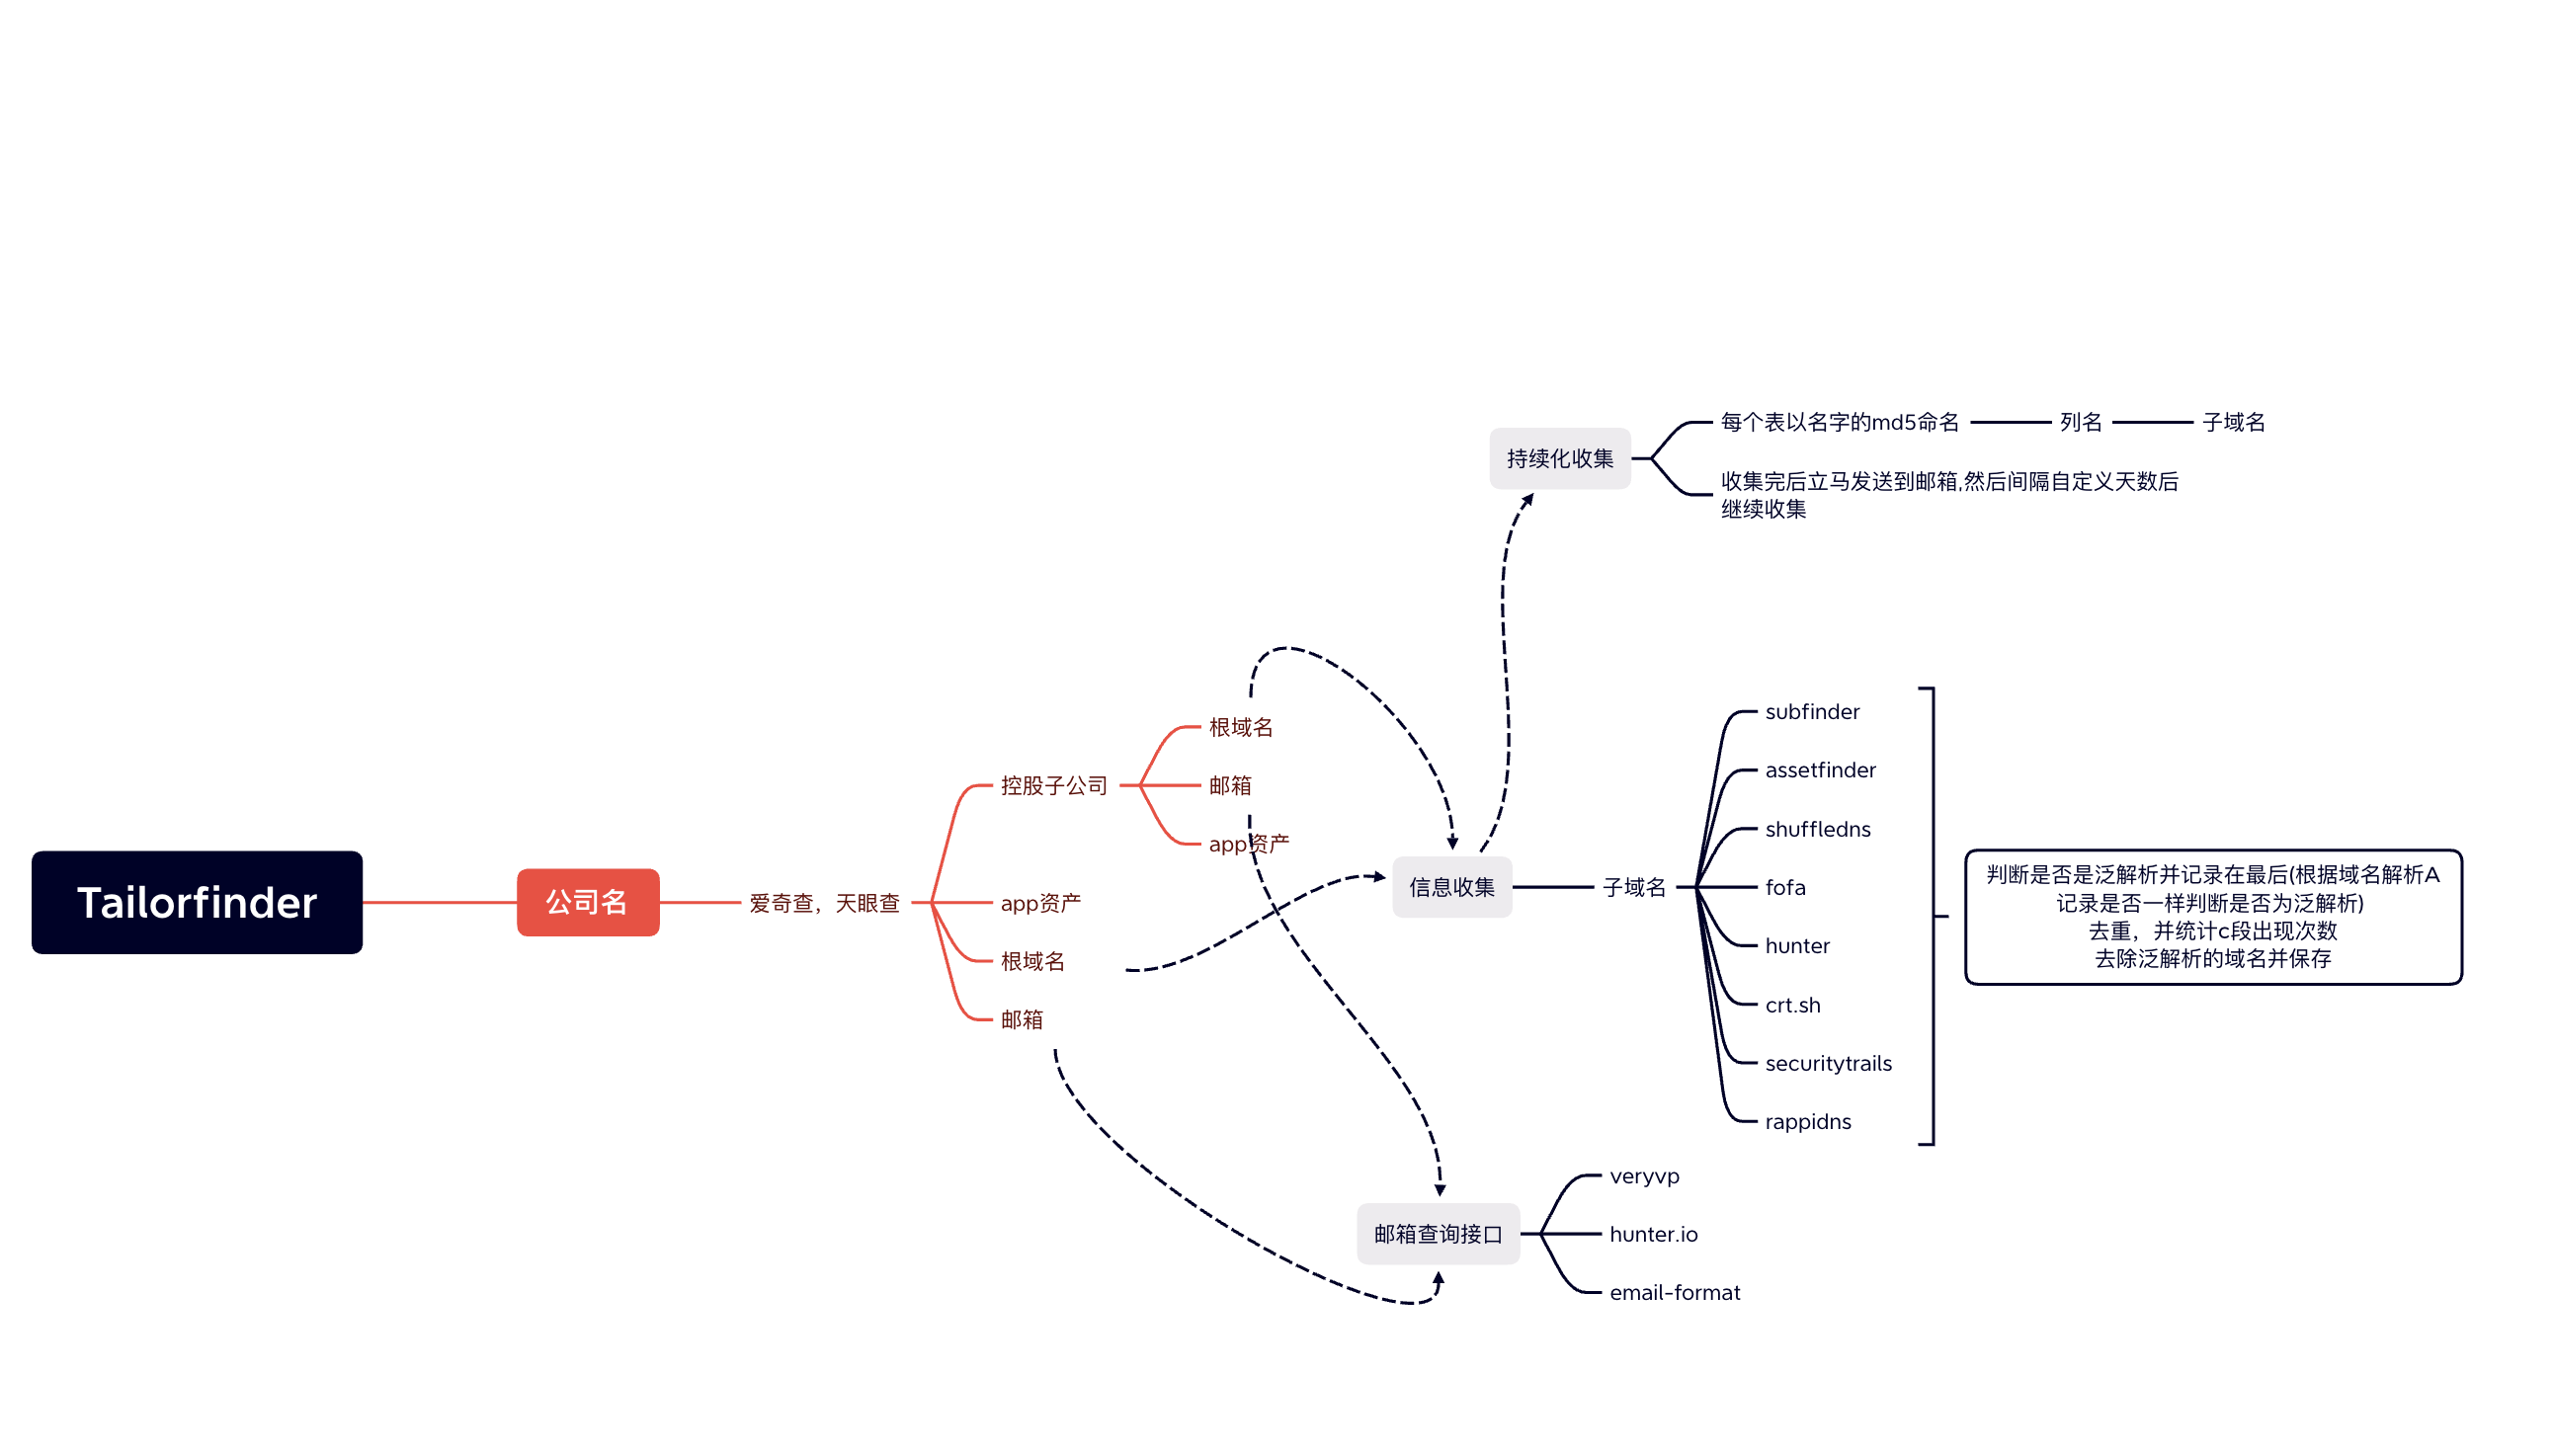 Tailorfinder
公司名
爱奇查，天眼查
控股子公司
根域名
邮箱
app资产
app资产
根域名
邮箱
持续化收集
每个表以名字的md5命名
列名
子域名
收集完后立马发送到邮箱,然后间隔自定义天数后
继续收集
信息收集
子域名
subfinder
assetfinder
shuffledns
fofa
hunter
crt.sh
securitytrails
rappidns
判断是否是泛解析并记录在最后(根据域名解析A
记录是否一样判断是否为泛解析)
去重，并统计c段出现次数
去除泛解析的域名并保存
邮箱查询接口
veryvp
hunter.io
email-format